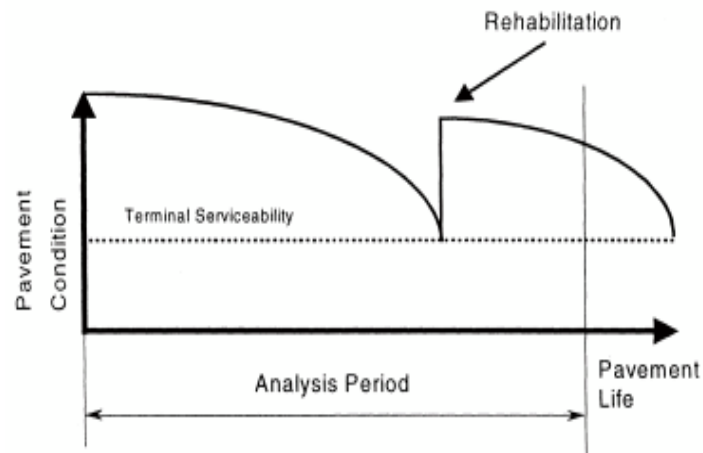 Rehabilitation
Terminal Serviceability
Pavement
Condition
Analysis Period
Pavement
Life